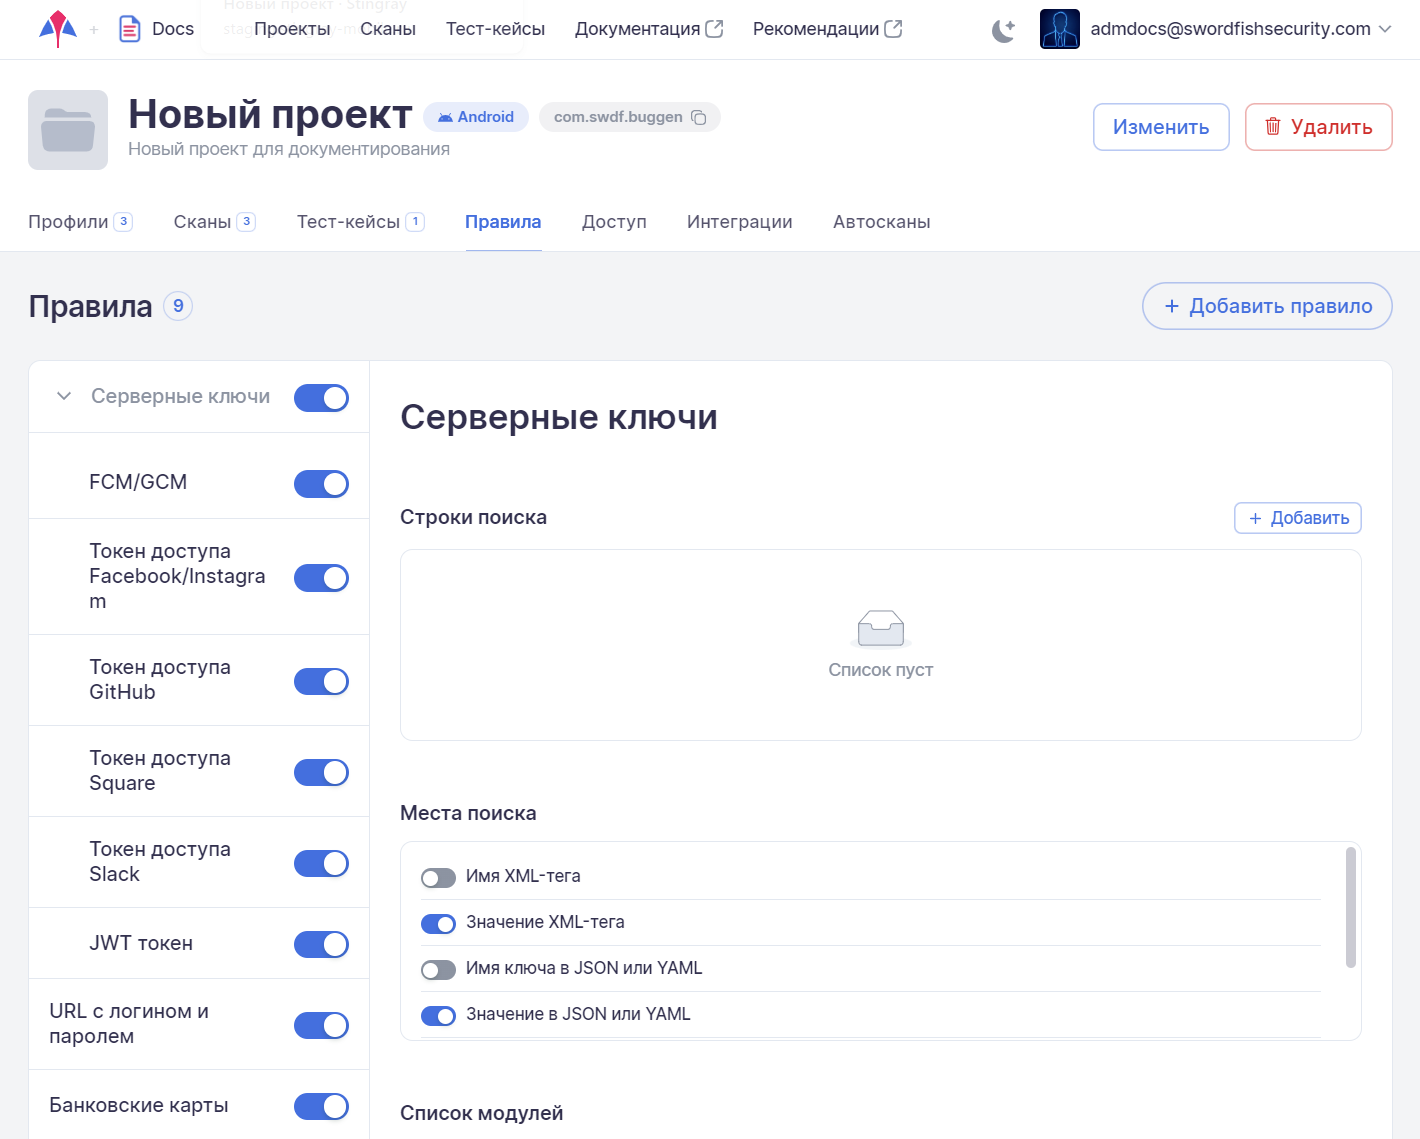 Docs
Проекты
Сканы
Тест-кейсы
Документация
Рекомендации
admdocs@swordfishsecurity.com
Новый проект
Android
com.swdf.buggen
Новый проект для документирования
Изменить
Удалить
Профили 3
Сканы 3
Тест-кейсы 1
Правила
Доступ
Интеграции
Автосканы
Правила 9
+ Добавить правило
Серверные ключи
FCM/GCM
Токен доступа
Facebook/Instagra
m
Токен доступа
GitHub
Токен доступа
Square
Токен доступа
Slack
JWT токен
URL с логином и
паролем
Банковские карты
Серверные ключи
Строки поиска
+ Добавить
Список пуст
Места поиска
Имя XML-тега
Значение XML-тега
Имя ключа в JSON или YAML
Значение в JSON или YAML
Список модулей